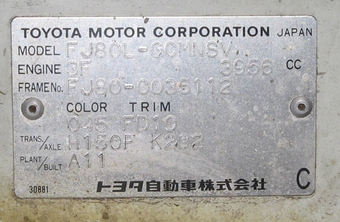 TOYOTA MOTOR CORPORATION JAPAN
MODEL FJ80L-GCMNSV
ENGINE 3F 3956 CC
FRAME No. FJ80-0036112
COLOR TRIM
045 FD10
TRANS/AXLE H150F K292
PLANT/BUILT A11
30881 トヨタ自動車株式会社 C